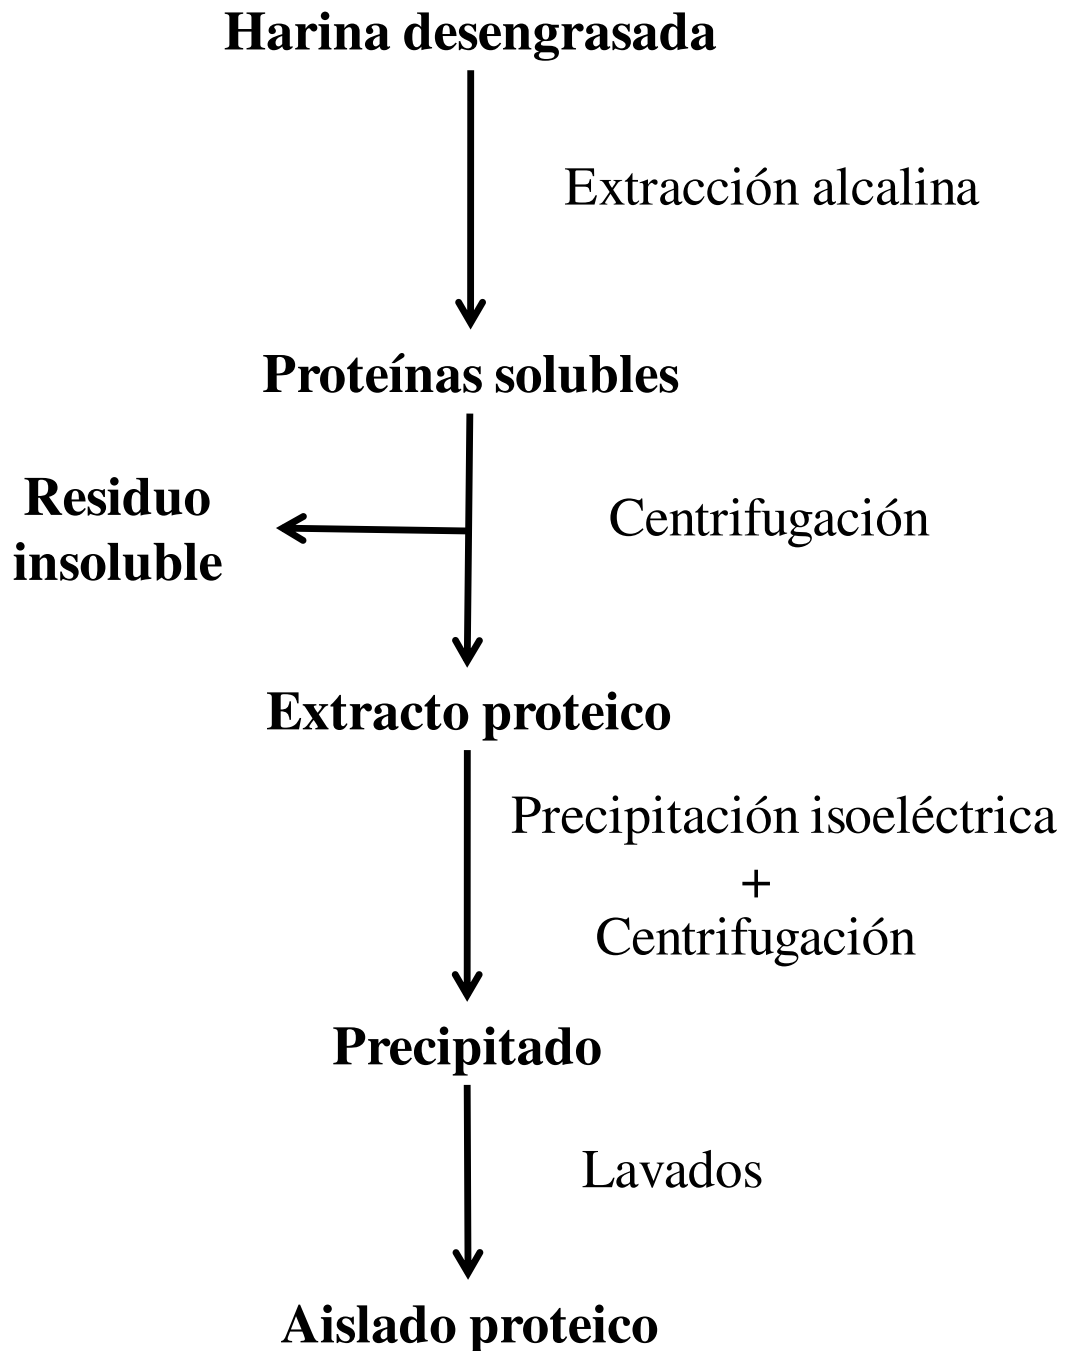 Harina desengrasada
Extracción alcalina
Proteínas solubles
Residuo
insoluble
Centrifugación
Extracto proteico
Precipitación isoeléctrica
+
Centrifugación
Precipitado
Lavados
Aislado proteico